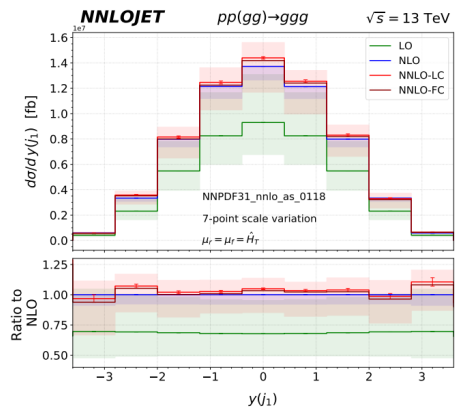 NNLOJET pp(gg)→ggg √s = 13 TeV
1e7
LO
NLO
NNLO-LC
NNLO-FC
1.6
1.4
1.2
1.0
0.8
0.6
0.4
0.2
0.0
dσ/dy(j₁) [fb]
NNPDF31_nnlo_as_0118
7-point scale variation
μr = μf = ĤT
1.25
1.00
0.75
0.50
Ratio to
NLO
−3 −2 −1 0 1 2 3
y(j₁)